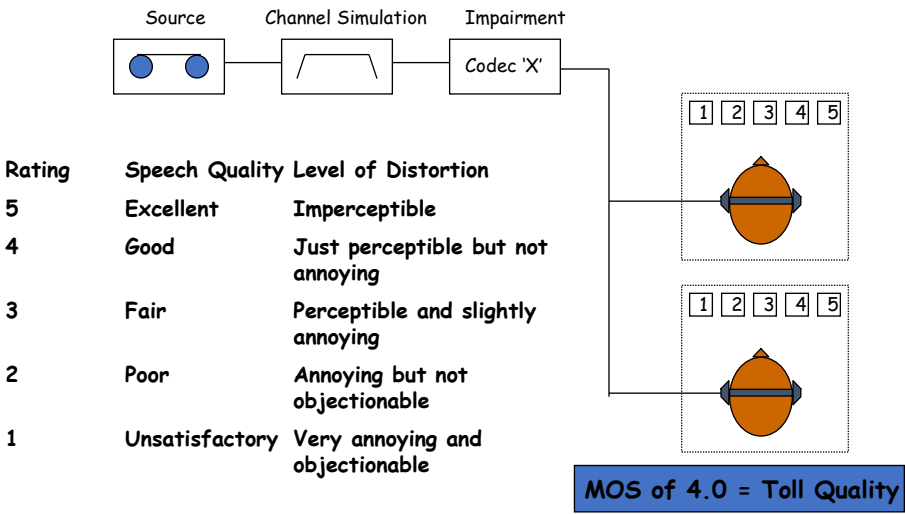 Source Channel Simulation Impairment
Codec ‘X’
1 2 3 4 5
Rating Speech Quality Level of Distortion
5 Excellent Imperceptible
4 Good Just perceptible but not
annoying
3 Fair Perceptible and slightly
annoying
2 Poor Annoying but not
objectionable
1 Unsatisfactory Very annoying and
objectionable
1 2 3 4 5
MOS of 4.0 = Toll Quality